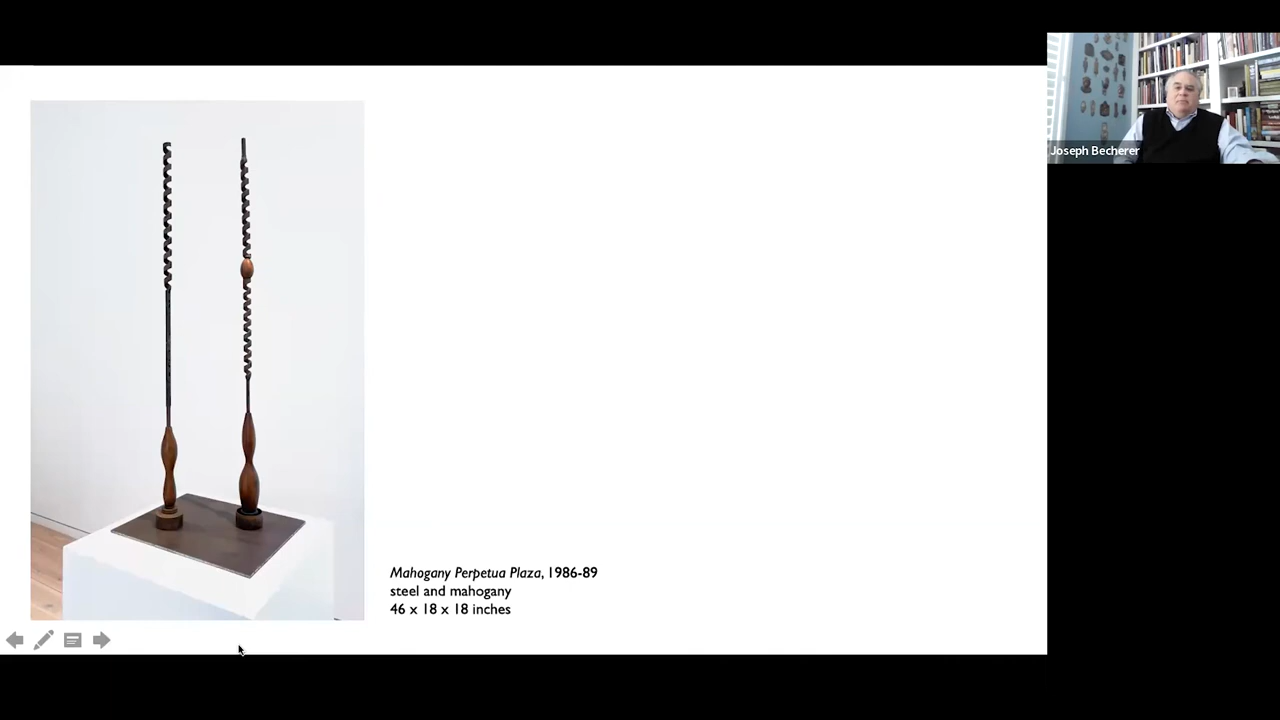 Joseph Becherer
Mahogany Perpetua Plaza, 1986-89
steel and mahogany
46 x 18 x 18 inches